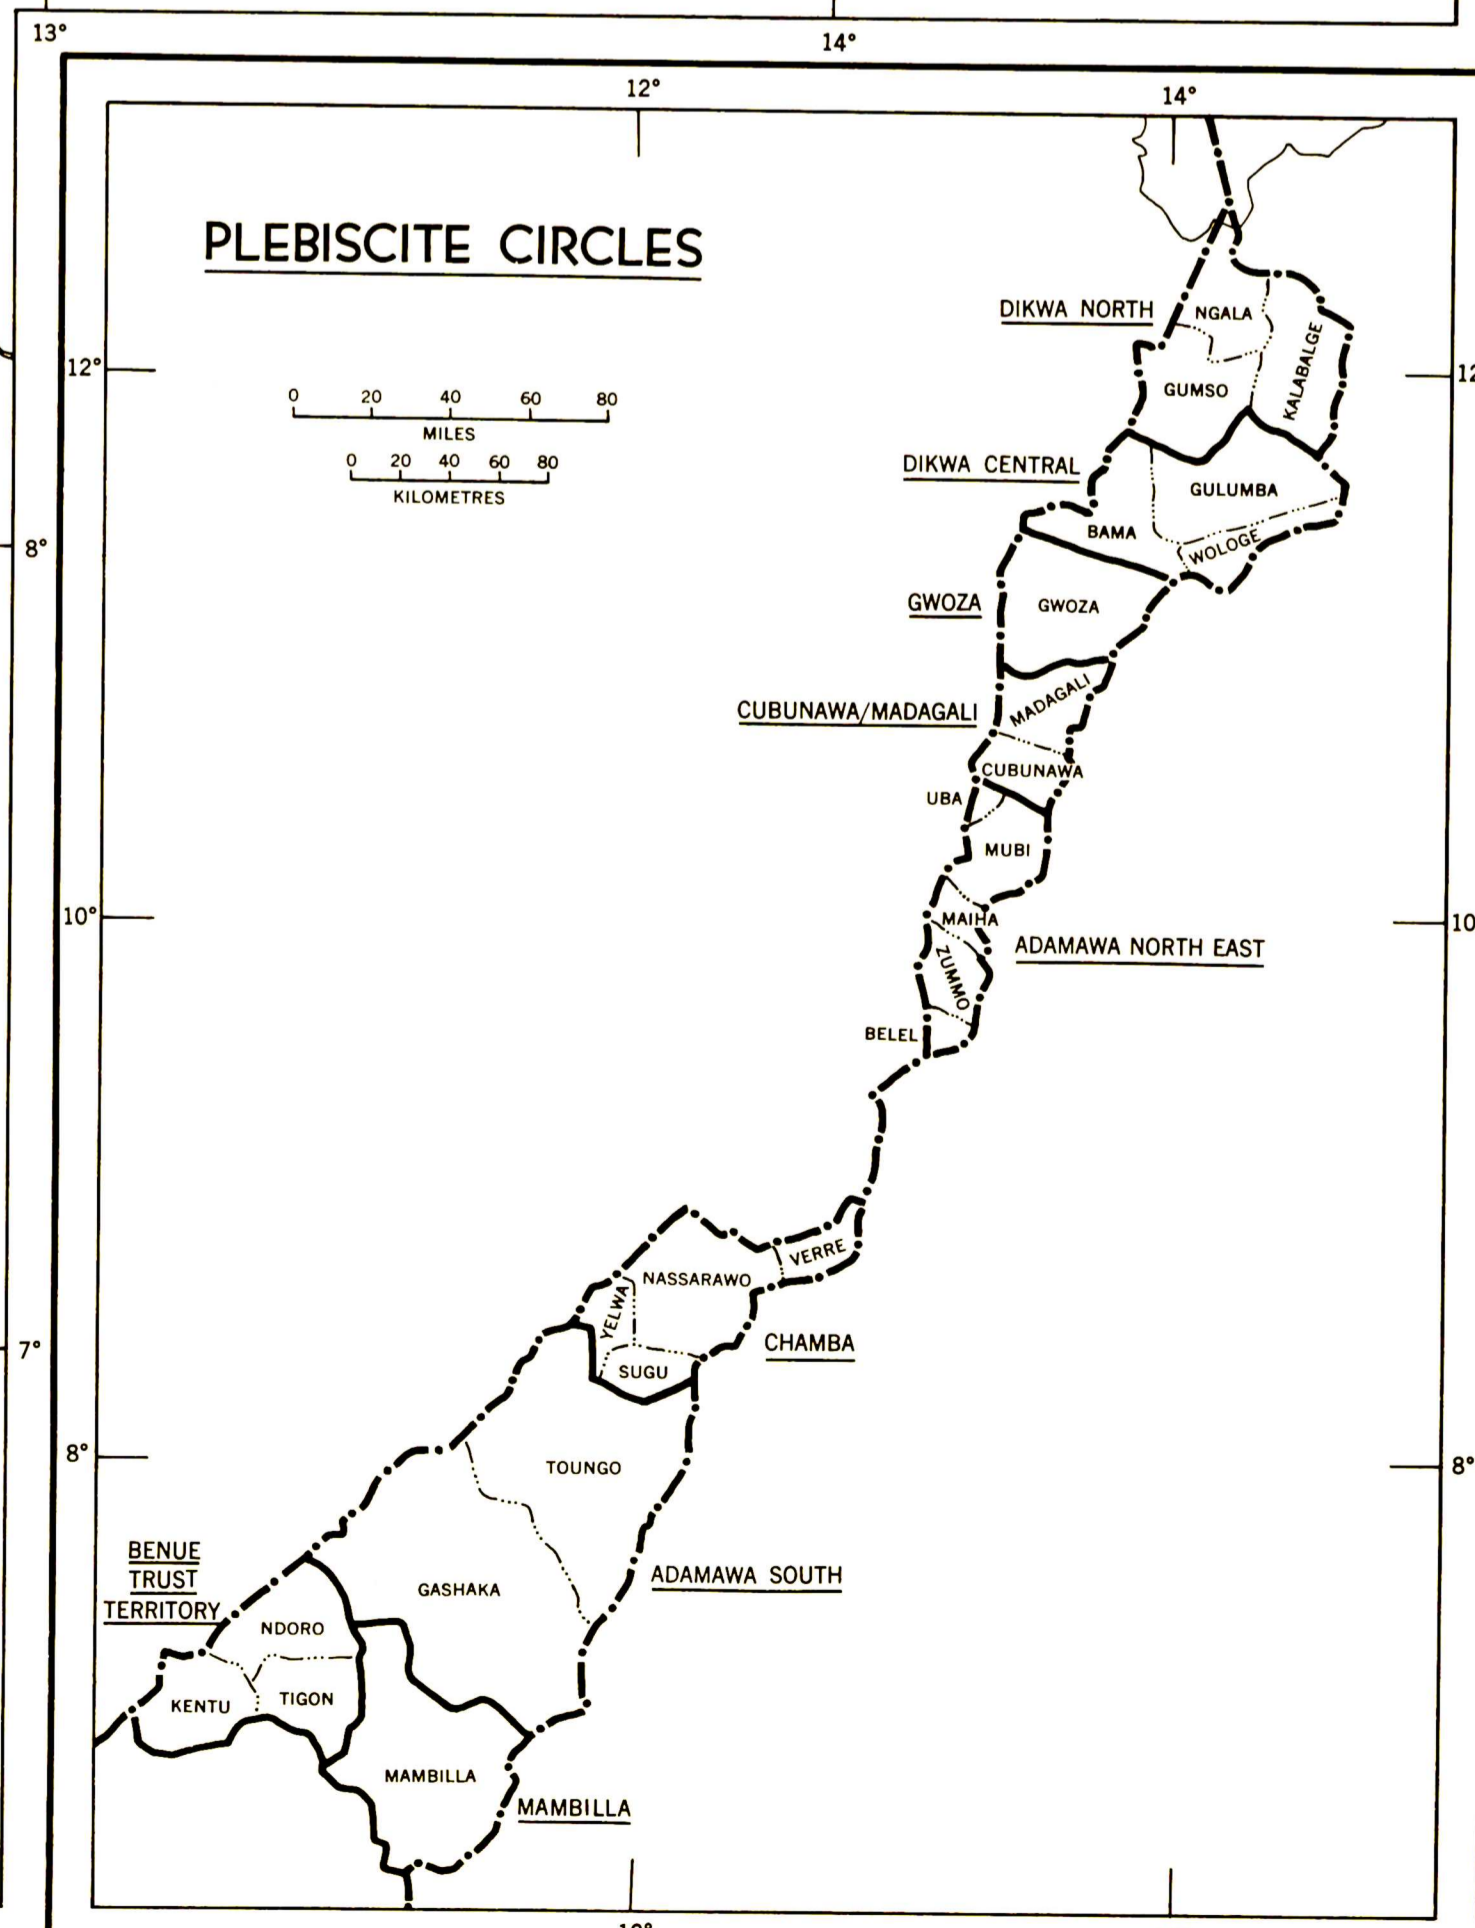 13°
14°
12°
14°
PLEBISCITE CIRCLES
DIKWA NORTH
NGALA
KALABALGE
12°
12
0 20 40 60 80
MILES
GUMSO
0 20 40 60 80
KILOMETRES
DIKWA CENTRAL
GULUMBA
BAMA
WOLOGE
8°
GWOZA
GWOZA
MADAGALI
CUBUNAWA/MADAGALI
CUBUNAWA
UBA
MUBI
10°
10
MAIHA
ADAMAWA NORTH EAST
ZUMMO
BELEL
VERRE
NASSARAWO
YELWA
7°
CHAMBA
SUGU
8°
8°
TOUNGO
BENUE
TRUST
TERRITORY
ADAMAWA SOUTH
GASHAKA
NDORO
KENTU
TIGON
MAMBILLA
MAMBILLA